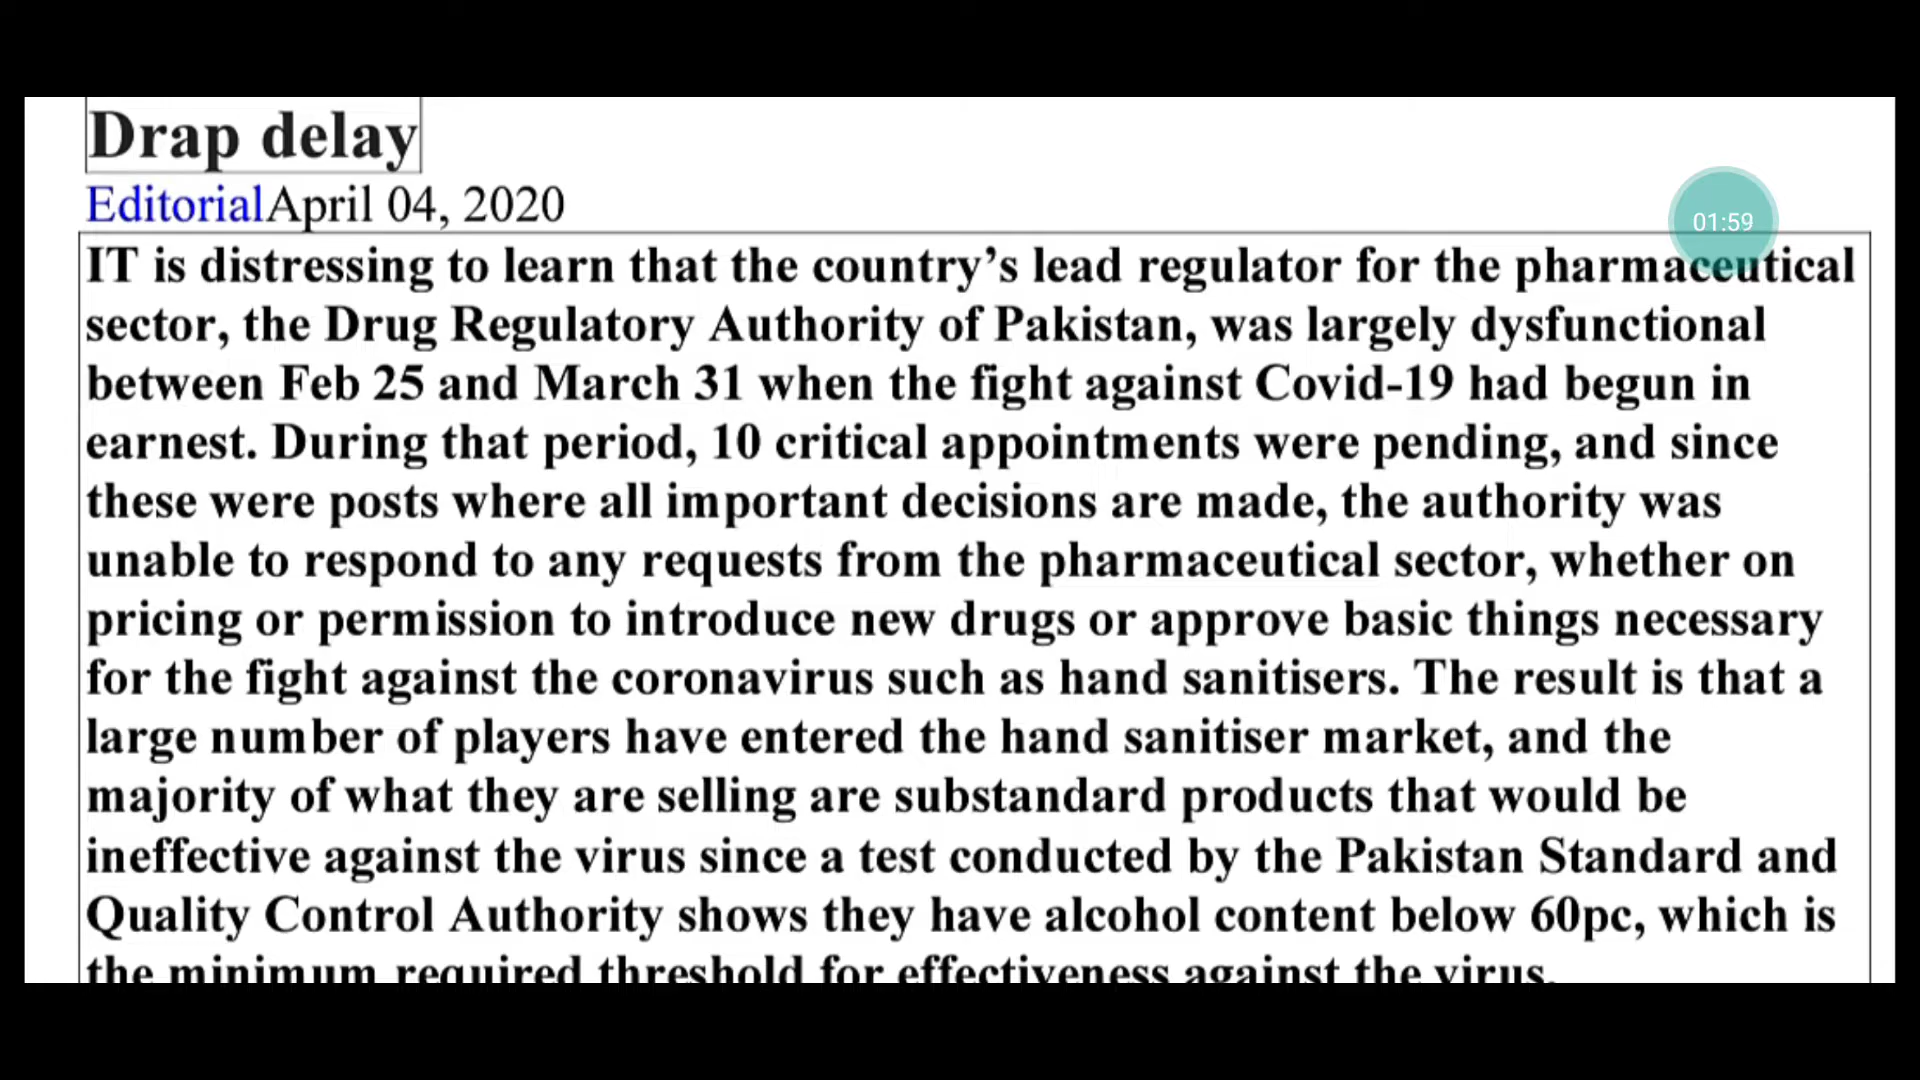 Drap delay
EditorialApril 04, 2020
01:59
IT is distressing to learn that the country’s lead regulator for the pharmaceutical
sector, the Drug Regulatory Authority of Pakistan, was largely dysfunctional
between Feb 25 and March 31 when the fight against Covid-19 had begun in
earnest. During that period, 10 critical appointments were pending, and since
these were posts where all important decisions are made, the authority was
unable to respond to any requests from the pharmaceutical sector, whether on
pricing or permission to introduce new drugs or approve basic things necessary
for the fight against the coronavirus such as hand sanitisers. The result is that a
large number of players have entered the hand sanitiser market, and the
majority of what they are selling are substandard products that would be
ineffective against the virus since a test conducted by the Pakistan Standard and
Quality Control Authority shows they have alcohol content below 60pc, which is
the minimum required threshold for effectiveness against the virus.